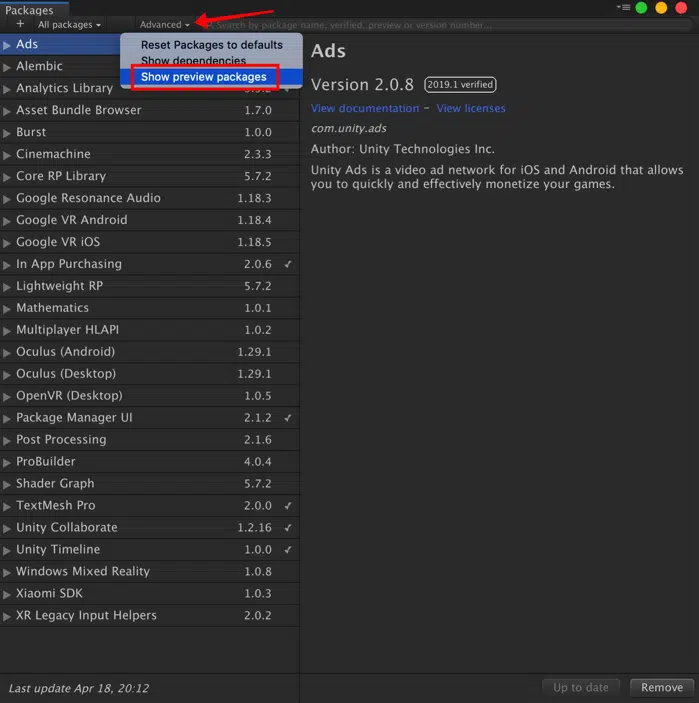 Packages
+ All packages Advanced Search by package name, verified, preview or version number...
Reset Packages to defaults
Show dependencies
Show preview packages
Ads
Alembic
Analytics Library
Asset Bundle Browser 1.7.0
Burst 1.0.0
Cinemachine 2.3.3
Core RP Library 5.7.2
Google Resonance Audio 1.18.3
Google VR Android 1.18.4
Google VR iOS 1.18.5
In App Purchasing 2.0.6 ✓
Lightweight RP 5.7.2
Mathematics 1.0.1
Multiplayer HLAPI 1.0.2
Oculus (Android) 1.29.1
Oculus (Desktop) 1.29.1
OpenVR (Desktop) 1.0.5
Package Manager UI 2.1.2 ✓
Post Processing 2.1.6
ProBuilder 4.0.4
Shader Graph 5.7.2
TextMesh Pro 2.0.0 ✓
Unity Collaborate 1.2.16 ✓
Unity Timeline 1.0.0 ✓
Windows Mixed Reality 1.0.8
Xiaomi SDK 1.0.3
XR Legacy Input Helpers 2.0.2
Last update Apr 18, 20:12
Ads
Version 2.0.8 2019.1 verified
View documentation - View licenses
com.unity.ads
Author: Unity Technologies Inc.
Unity Ads is a video ad network for iOS and Android that allows
you to quickly and effectively monetize your games.
Up to date Remove